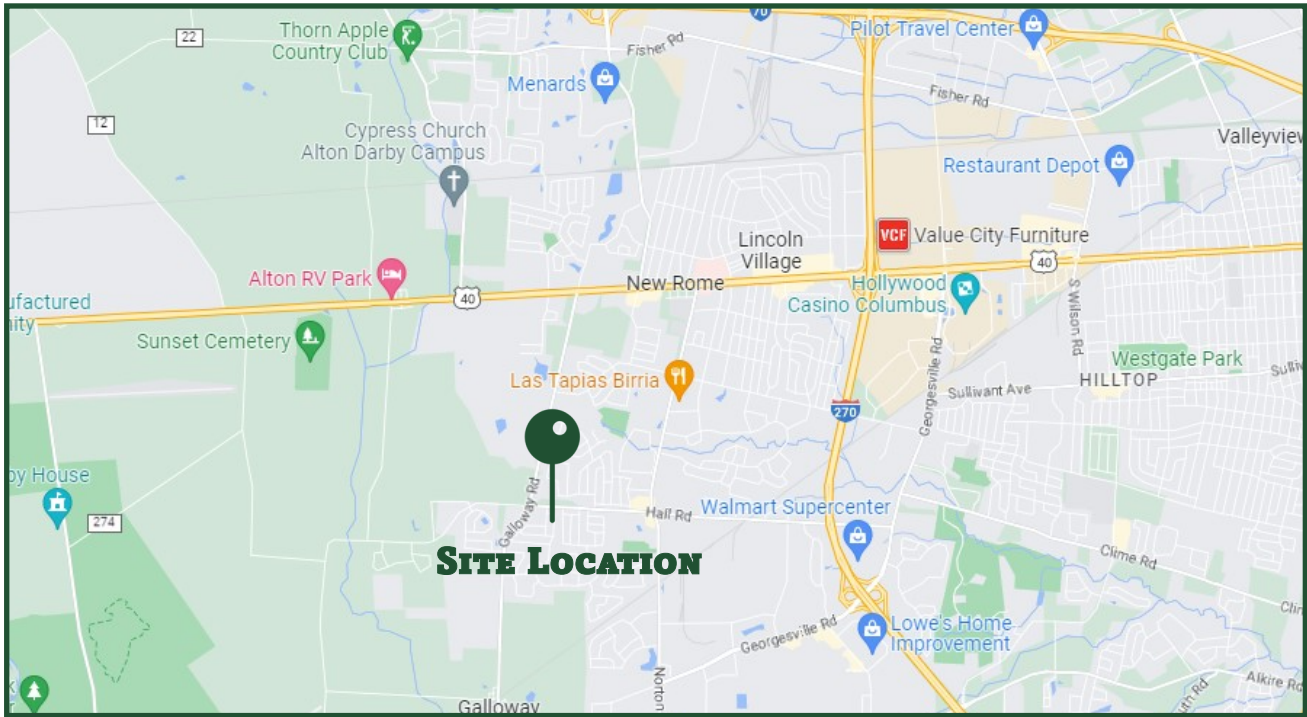 70
22
Thorn Apple
Country Club
Fisher Rd
Pilot Travel Center
Menards
Fisher Rd
12
Cypress Church
Alton Darby Campus
Valleyview
Restaurant Depot
Lincoln
Village
VCF Value City Furniture
40
Alton RV Park
New Rome
Hollywood
Casino Columbus
ufactured
ity
40
S Wilson Rd
Sunset Cemetery
Georgesville Rd
Westgate Park
Las Tapias Birria
HILLTOP
Sulliv
Sullivant Ave
270
by House
274
Galloway Rd
Hall Rd
Walmart Supercenter
Site Location
Clime Rd
Clin
Georgesville Rd
Lowe's Home
Improvement
Norton
Alkire Rd
Galloway